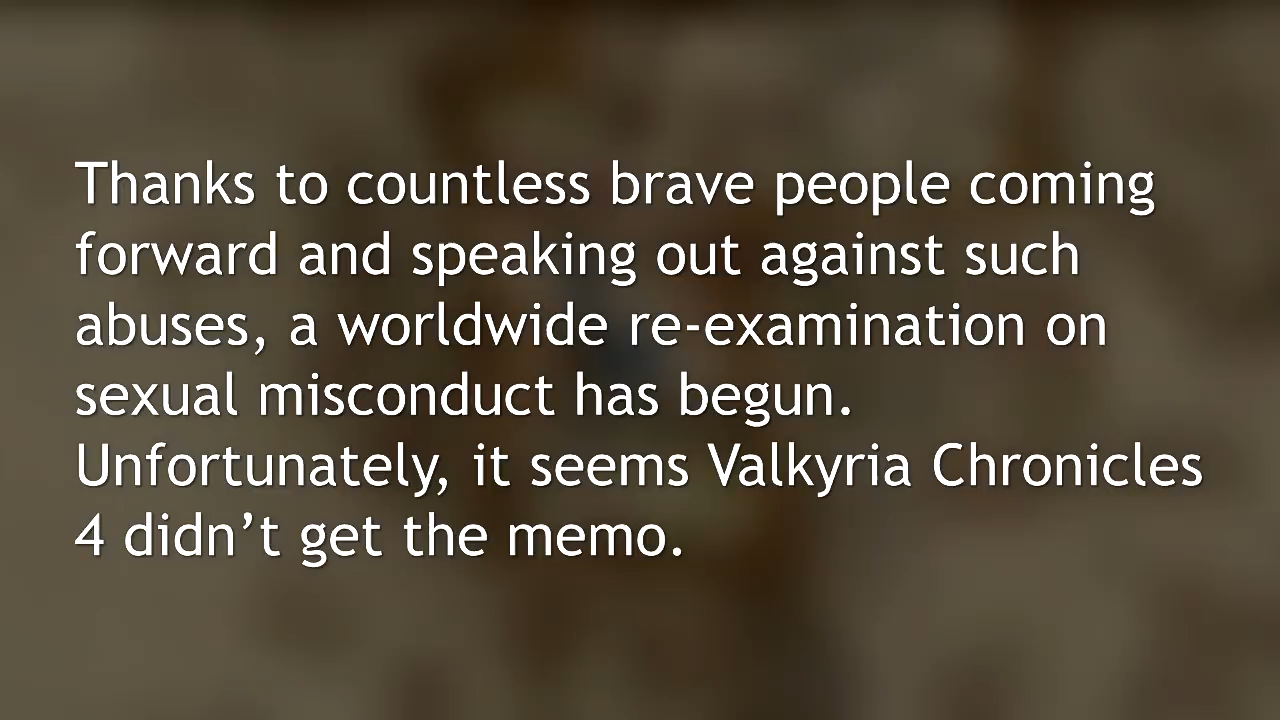 Thanks to countless brave people coming
forward and speaking out against such
abuses, a worldwide re-examination on
sexual misconduct has begun.
Unfortunately, it seems Valkyria Chronicles
4 didn’t get the memo.